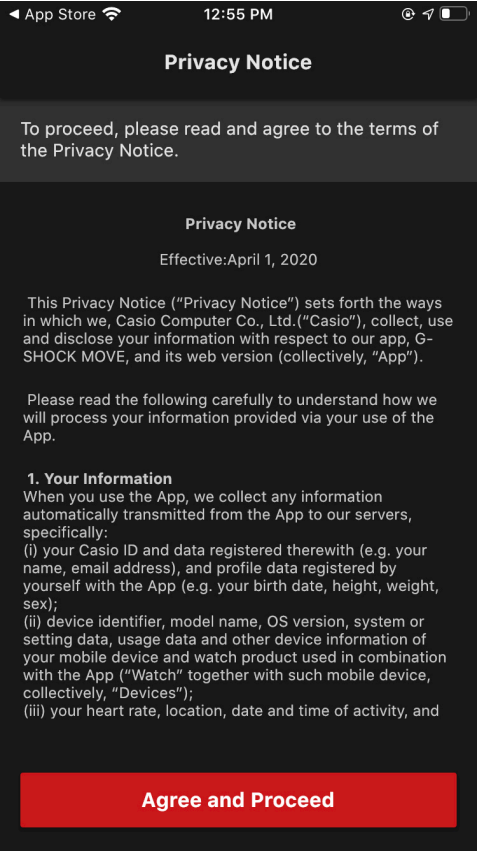 App Store
12:55 PM
Privacy Notice
To proceed, please read and agree to the terms of
the Privacy Notice.
Privacy Notice
Effective:April 1, 2020
This Privacy Notice (“Privacy Notice”) sets forth the ways
in which we, Casio Computer Co., Ltd.(“Casio”), collect, use
and disclose your information with respect to our app, G-
SHOCK MOVE, and its web version (collectively, “App”).
Please read the following carefully to understand how we
will process your information provided via your use of the
App.
1. Your Information
When you use the App, we collect any information
automatically transmitted from the App to our servers,
specifically:
(i) your Casio ID and data registered therewith (e.g. your
name, email address), and profile data registered by
yourself with the App (e.g. your birth date, height, weight,
sex);
(ii) device identifier, model name, OS version, system or
setting data, usage data and other device information of
your mobile device and watch product used in combination
with the App (“Watch” together with such mobile device,
collectively, “Devices”);
(iii) your heart rate, location, date and time of activity, and
Agree and Proceed